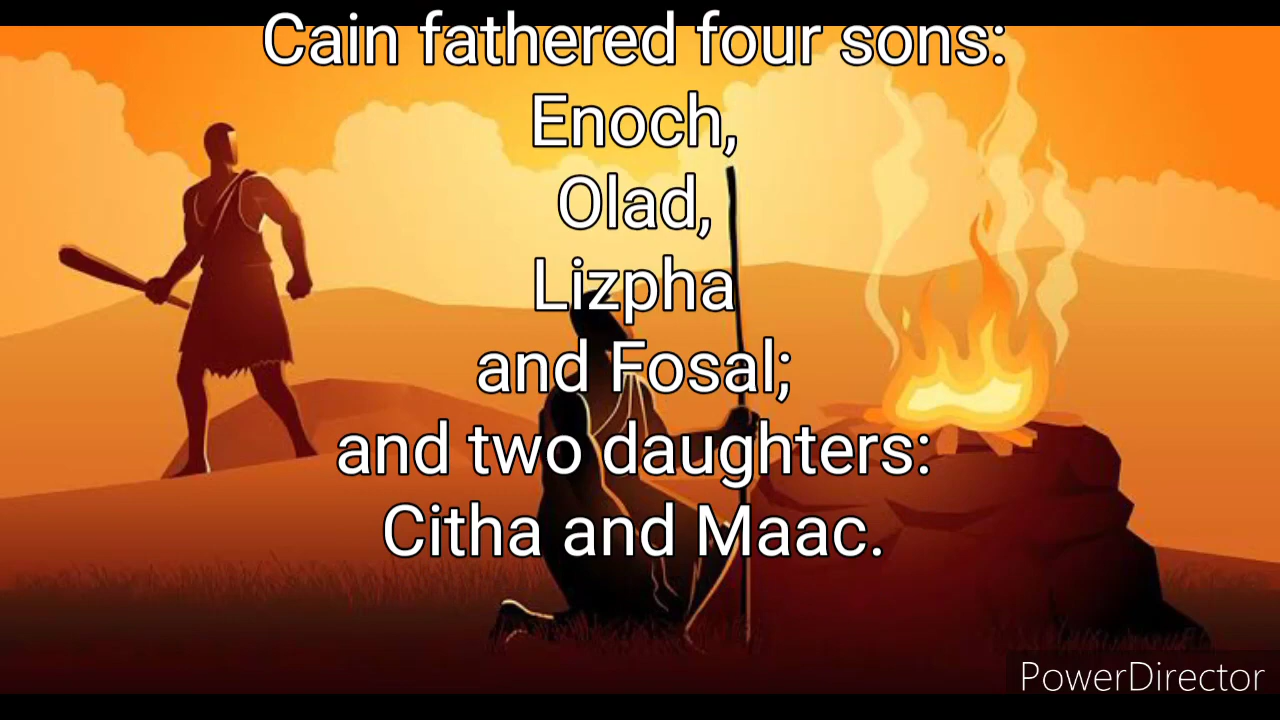 Cain fathered four sons:
Enoch,
Olad,
Lizpha
and Fosal;
and two daughters:
Citha and Maac.
PowerDirector